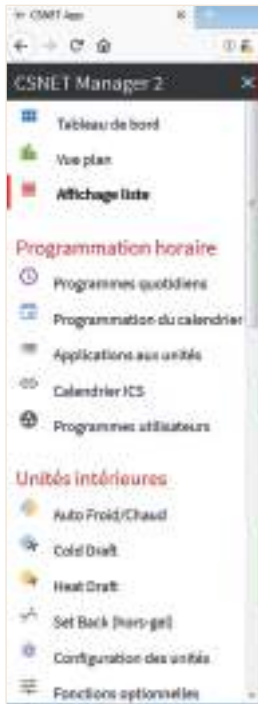 CSNET App
CSNET Manager 2
Tableau de bord
Vue plan
Affichage liste
Programmation horaire
Programmes quotidiens
Programmation du calendrier
Applications aux unités
Calendrier ICS
Programmes utilisateurs
Unités intérieures
Auto Froid/Chaud
Cold Draft
Heat Draft
Set Back (hors-gel)
Configuration des unités
Fonctions optionnelles